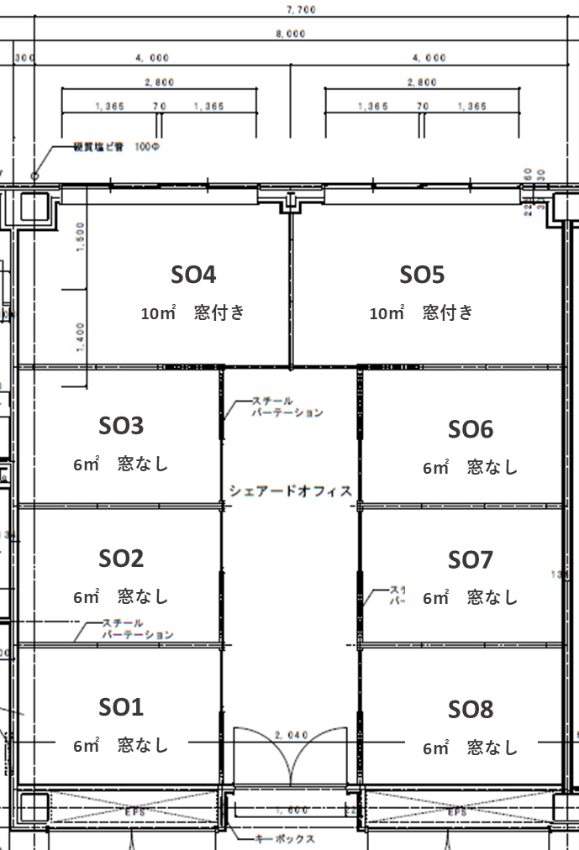 7,700
8,000
300 4,000 4,000
2,800 2,800
1,365 70 1,365 1,365 70 1,365
硬質塩ビ管 100Φ
1,500
1,400
SO4
10㎡ 窓付き
SO5
10㎡ 窓付き
スチール
パーテーション
SO3
6㎡ 窓なし
SO6
6㎡ 窓なし
シェアードオフィス
SO2
6㎡ 窓なし
SO7
6㎡ 窓なし
スチール
パーテーション
SO1
6㎡ 窓なし
SO8
6㎡ 窓なし
2,040
EPS 1,600 EPS
キーボックス